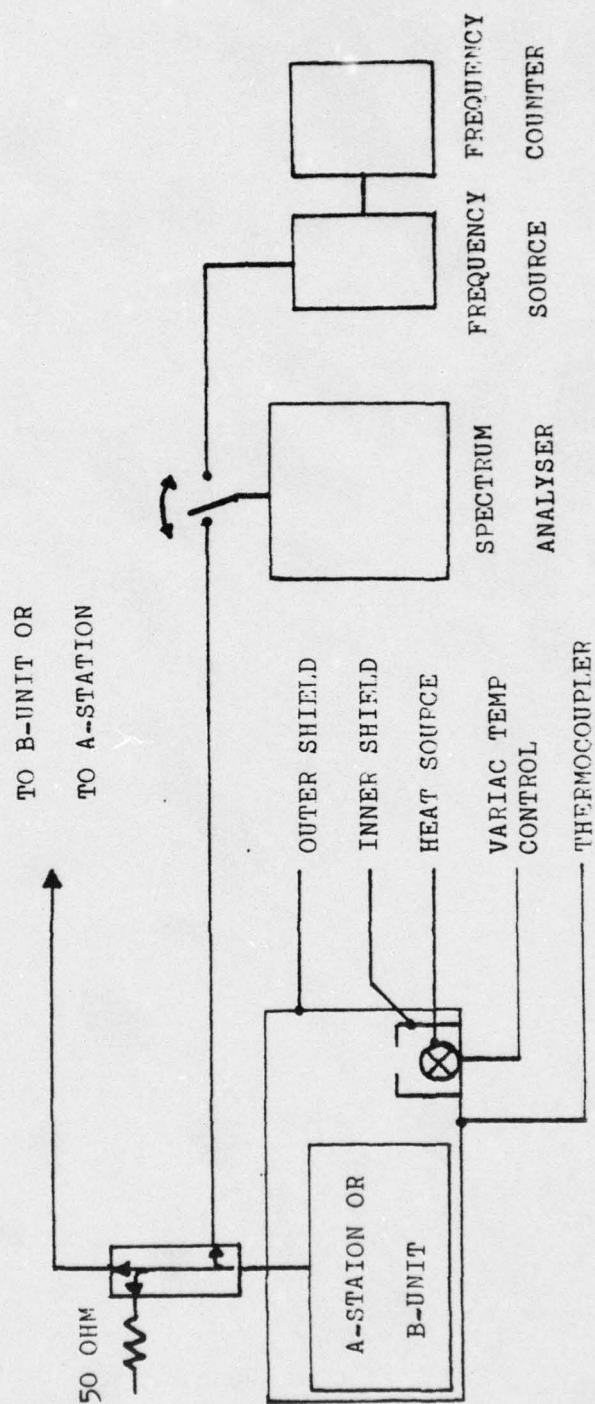 TO B-UNIT OR
TO A-STATION
50 OHM
A-STAION OR
B-UNIT
OUTER SHIELD
INNER SHIELD
HEAT SOURCE
VARIAC TEMP
CONTROL
THERMOCOUPLER
SPECTRUM
ANALYSER
FREQUENCY
SOURCE
FREQUENCY
COUNTER